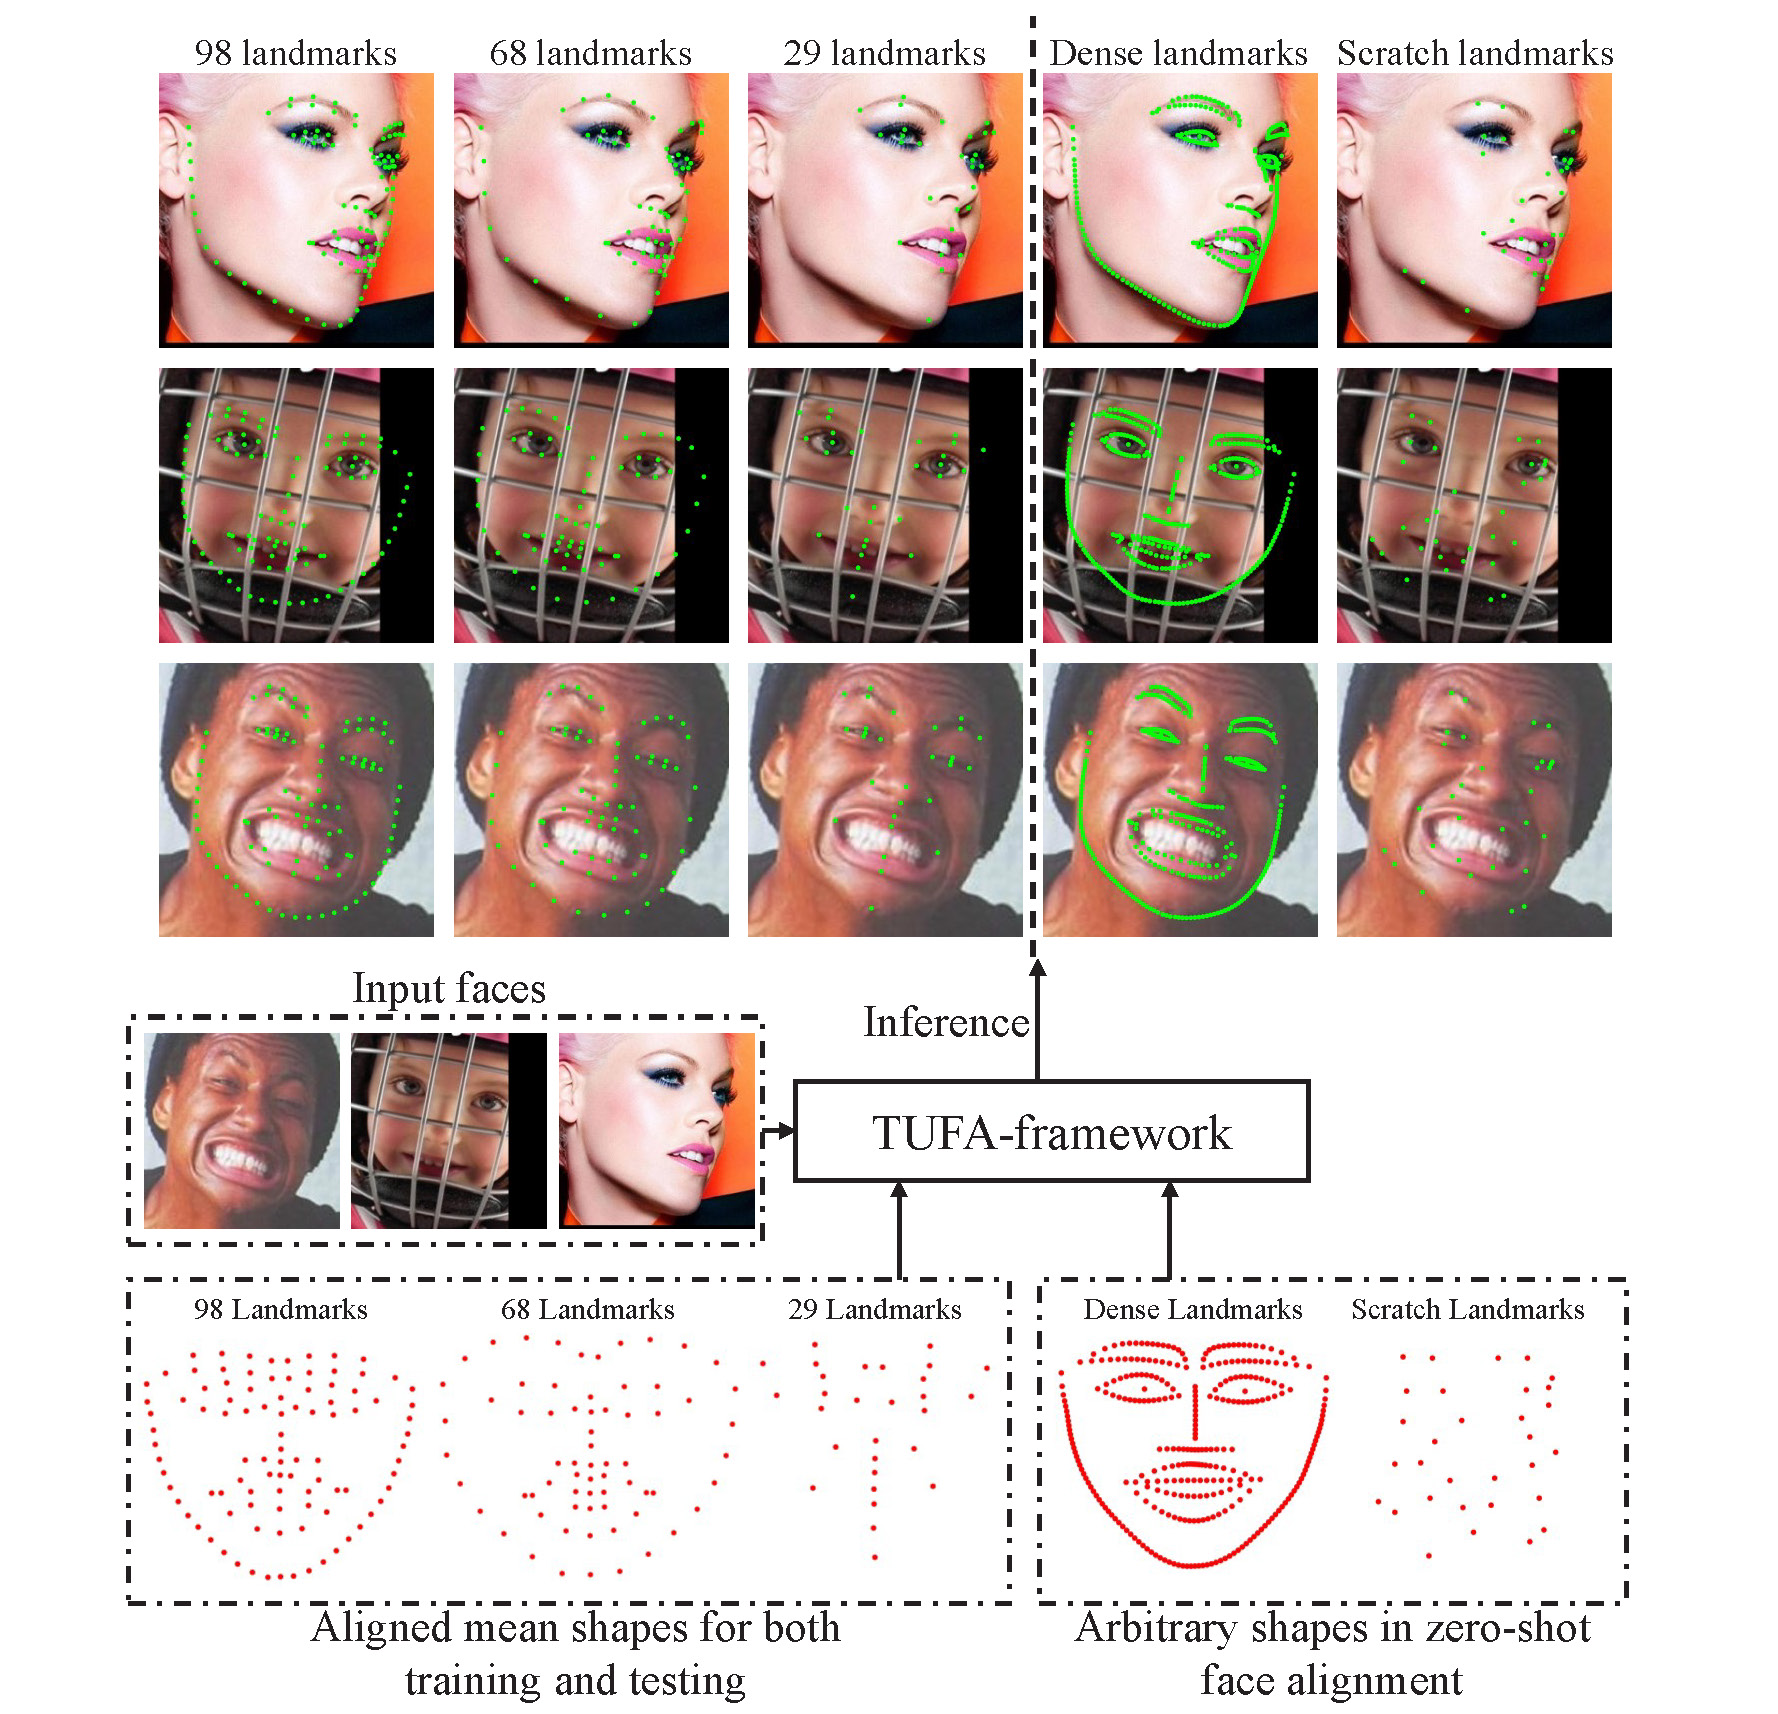 98 landmarks
68 landmarks
29 landmarks
Dense landmarks
Scratch landmarks
Input faces
Inference
TUFA-framework
98 Landmarks
68 Landmarks
29 Landmarks
Dense Landmarks
Scratch Landmarks
Aligned mean shapes for both
training and testing
Arbitrary shapes in zero-shot
face alignment